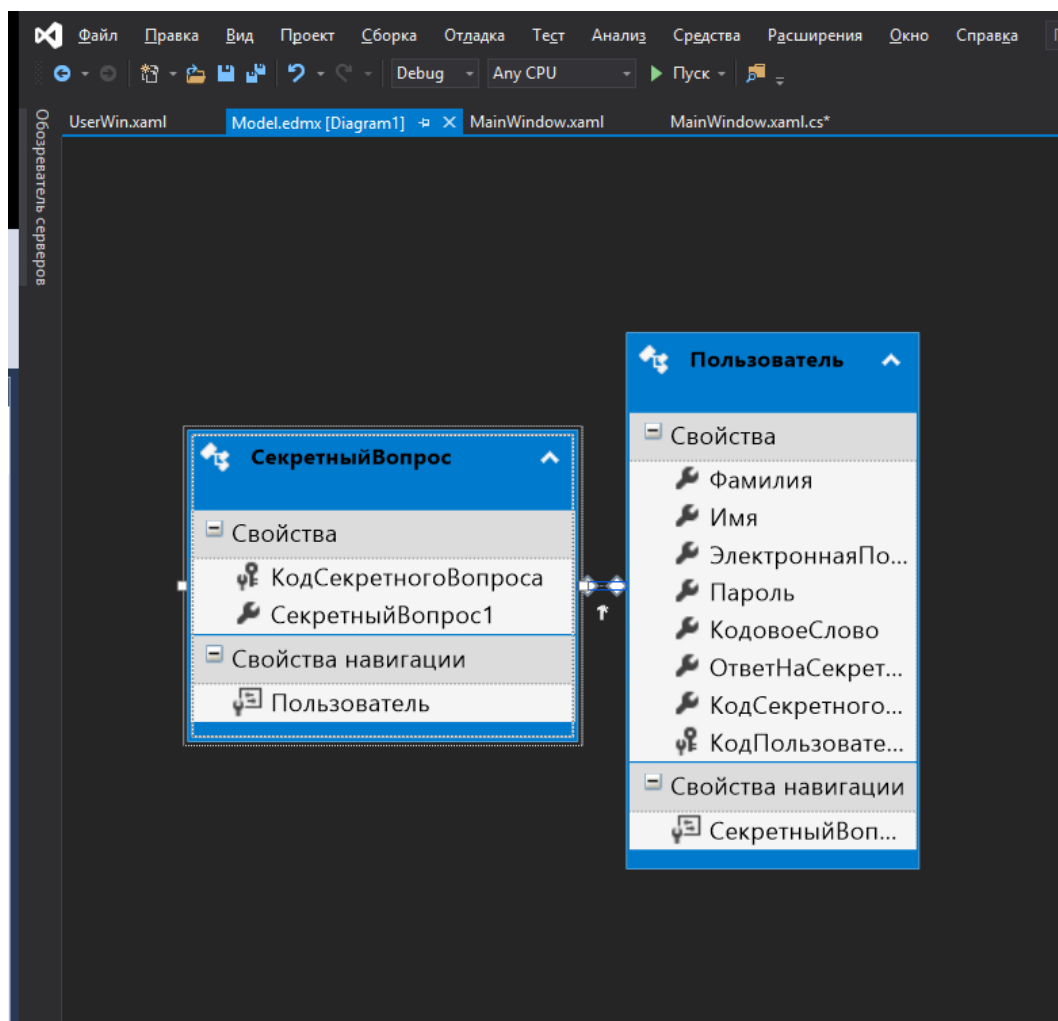 Файл Правка Вид Проект Сборка Отладка Тест Анализ Средства Расширения Окно Справка
Debug Any CPU Пуск
Обозреватель серверов
UserWin.xaml Model.edmx [Diagram1] MainWindow.xaml MainWindow.xaml.cs*
СекретныйВопрос
Свойства
КодСекретногоВопроса
СекретныйВопрос1
Свойства навигации
Пользователь
Пользователь
Свойства
Фамилия
Имя
ЭлектроннаяПо...
Пароль
КодовоеСлово
ОтветНаСекрет...
КодСекретного...
КодПользовате...
Свойства навигации
СекретныйВоп...